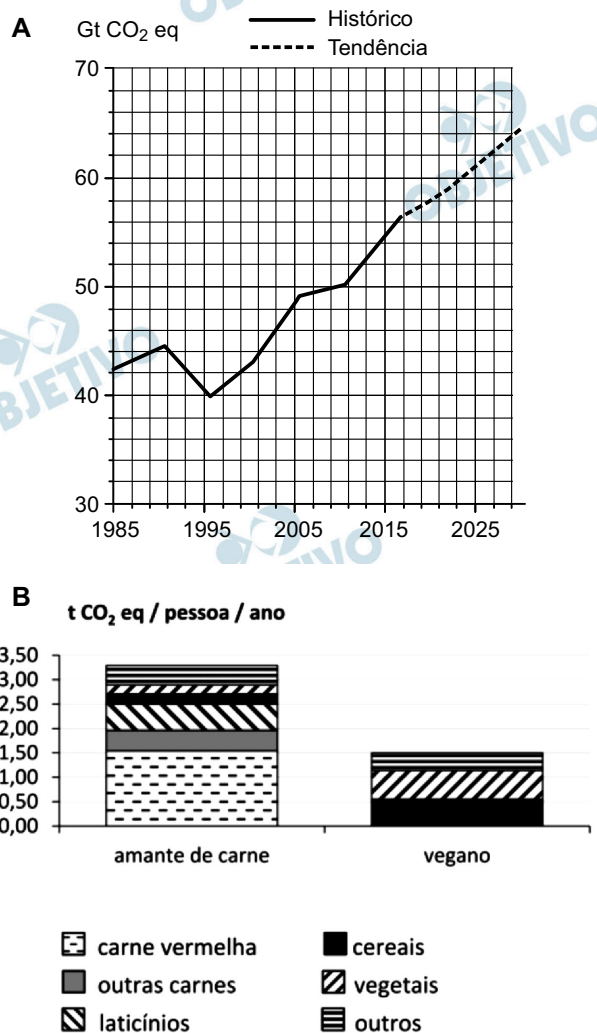 A
Gt CO₂ eq
Histórico
Tendência
70
60
50
40
30
1985 1995 2005 2015 2025
OBJETIVO
OBJETIVO
B
t CO₂ eq / pessoa / ano
3,50
3,00
2,50
2,00
1,50
1,00
0,50
0,00
amante de carne vegano
carne vermelha cereais
outras carnes vegetais
laticínios outros